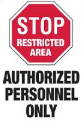 STOP
RESTRICTED
AREA
AUTHORIZED
PERSONNEL
ONLY